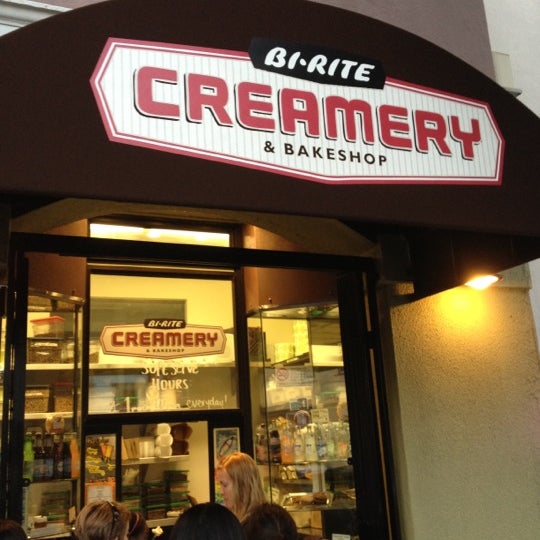 BI-RITE
CREAMERY
& BAKESHOP
BI-RITE
CREAMERY
& BAKESHOP
SOFT SERVE
HOURS
everyday!